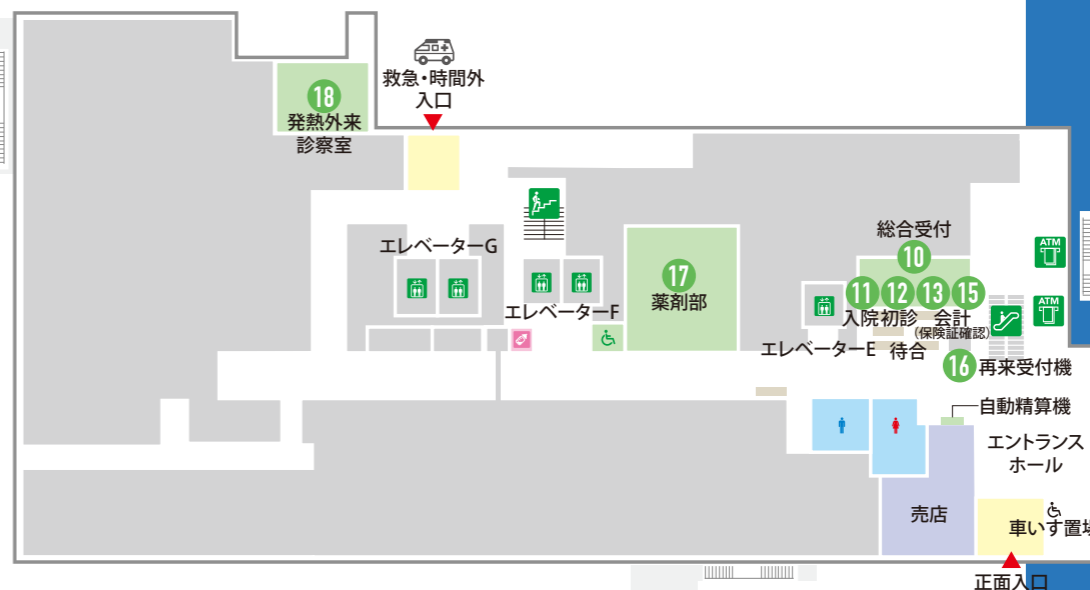 18
発熱外来
診察室
救急・時間外
入口
エレベーターG
エレベーターF
17
薬剤部
総合受付
10
11 12 13 15
入院 初診 会計
(保険証確認)
エレベーターE
待合
ATM
ATM
16 再来受付機
自動精算機
エントランス
ホール
売店
車いす置場
正面入口